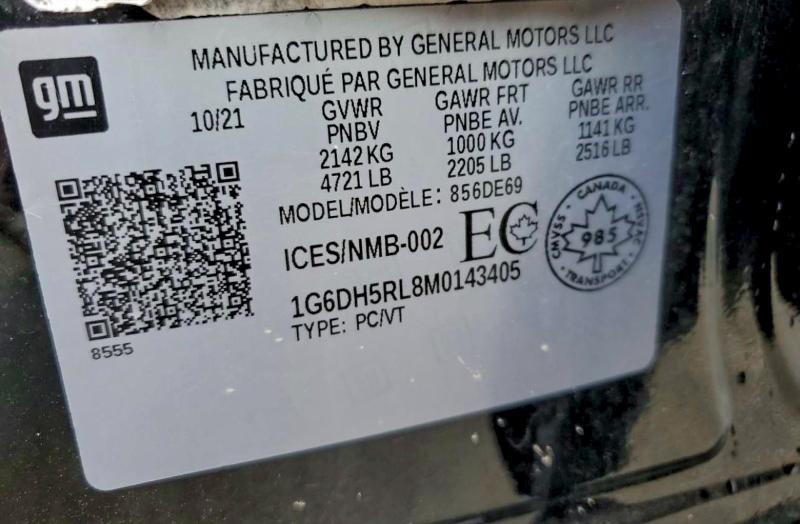 MANUFACTURED BY GENERAL MOTORS LLC
FABRIQUÉ PAR GENERAL MOTORS LLC
gm
10/21
GVWR
PNBV
2142 KG
4721 LB
GAWR FRT
PNBE AV.
1000 KG
2205 LB
GAWR RR
PNBE ARR.
1141 KG
2516 LB
MODEL/MODÈLE: 856DE69
ICES/NMB-002
EC
CANADA
CMVSS
985
NSVAC
TRANSPORT
1G6DH5RL8M0143405
TYPE: PC/VT
8555